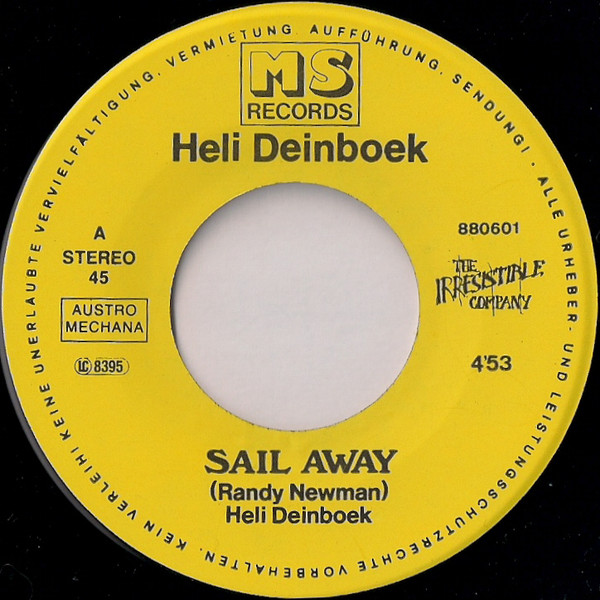 MS
RECORDS
Heli Deinboek
A
STEREO
45
AUSTRO
MECHANA
LC 8395
880601
THE
IRRESISTIBLE
COMPANY
4'53
SAIL AWAY
(Randy Newman)
Heli Deinboek
ALLE URHEBER- UND LEISTUNGSSCHUTZRECHTE VORBEHALTEN. KEIN VERLEIH! KEINE UNERLAUBTE VERVIELFÄLTIGUNG, VERMIETUNG, AUFFÜHRUNG, SENDUNG! ·